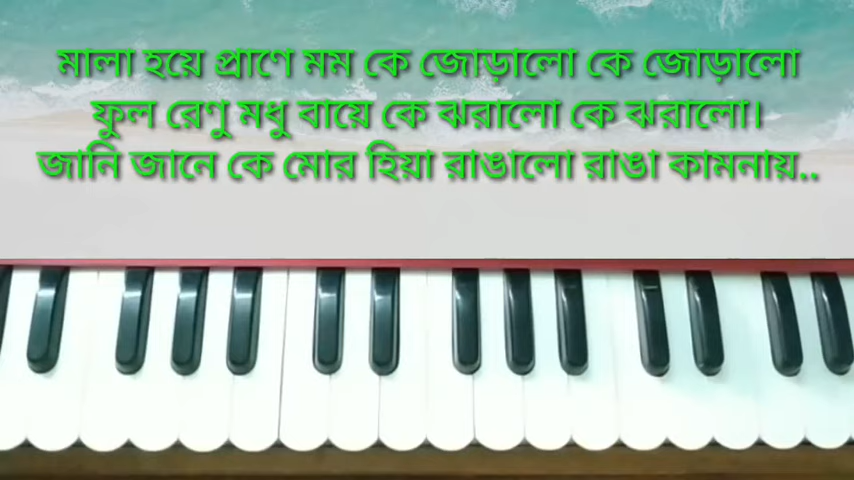 মালা হয়ে প্রাণে মম কে জোড়ালো কে জোড়ালো
ফুল রেণু মধু বায়ে কে ঝরালো কে ঝরালো।
জানি জানে কে মোর হিয়া রাঙালো রাঙা কামনায়..